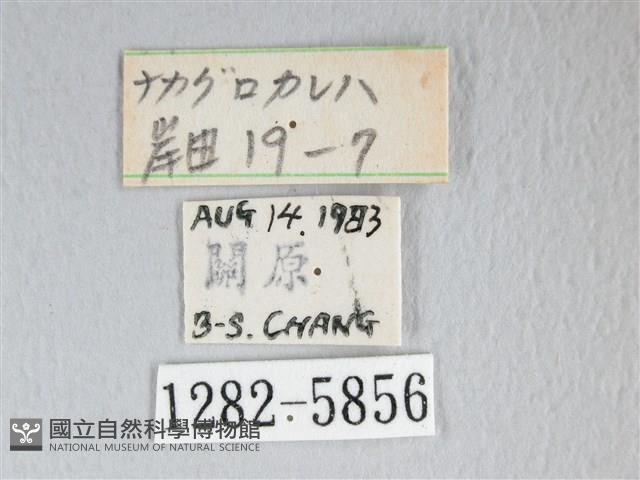 ナカグロカレハ
岸田 19-7
AUG 14. 1983
關原
B-S. CHANG
1282-5856
國立自然科學博物館
NATIONAL MUSEUM OF NATURAL SCIENCE